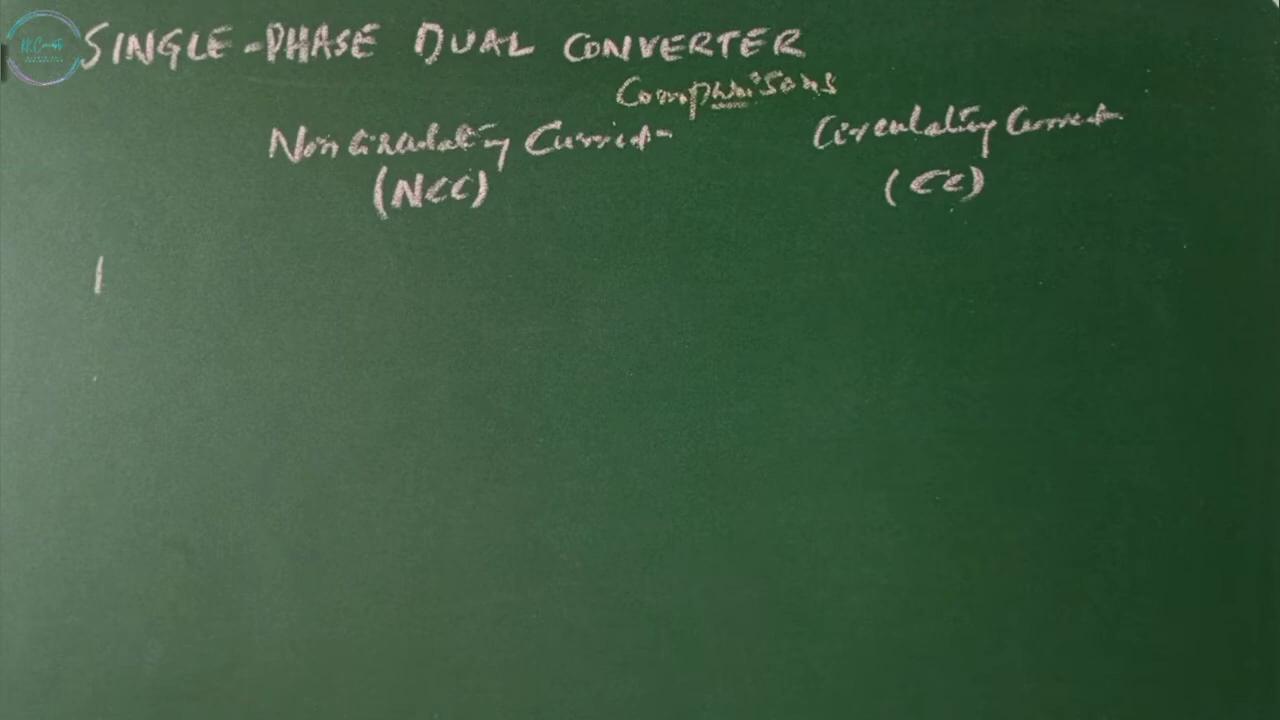 SINGLE-PHASE DUAL CONVERTER
Comparisons
Non Circulating Current
Circulating Current
(NCC)
(CC)
1